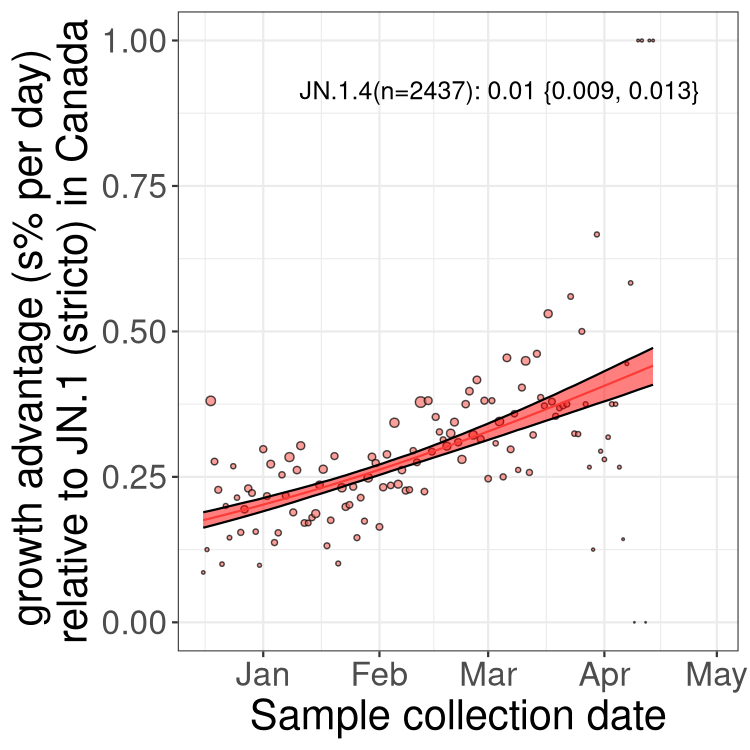 growth advantage (s% per day)
relative to JN.1 (stricto) in Canada
1.00
0.75
0.50
0.25
0.00
JN.1.4(n=2437): 0.01 {0.009, 0.013}
Jan Feb Mar Apr May
Sample collection date